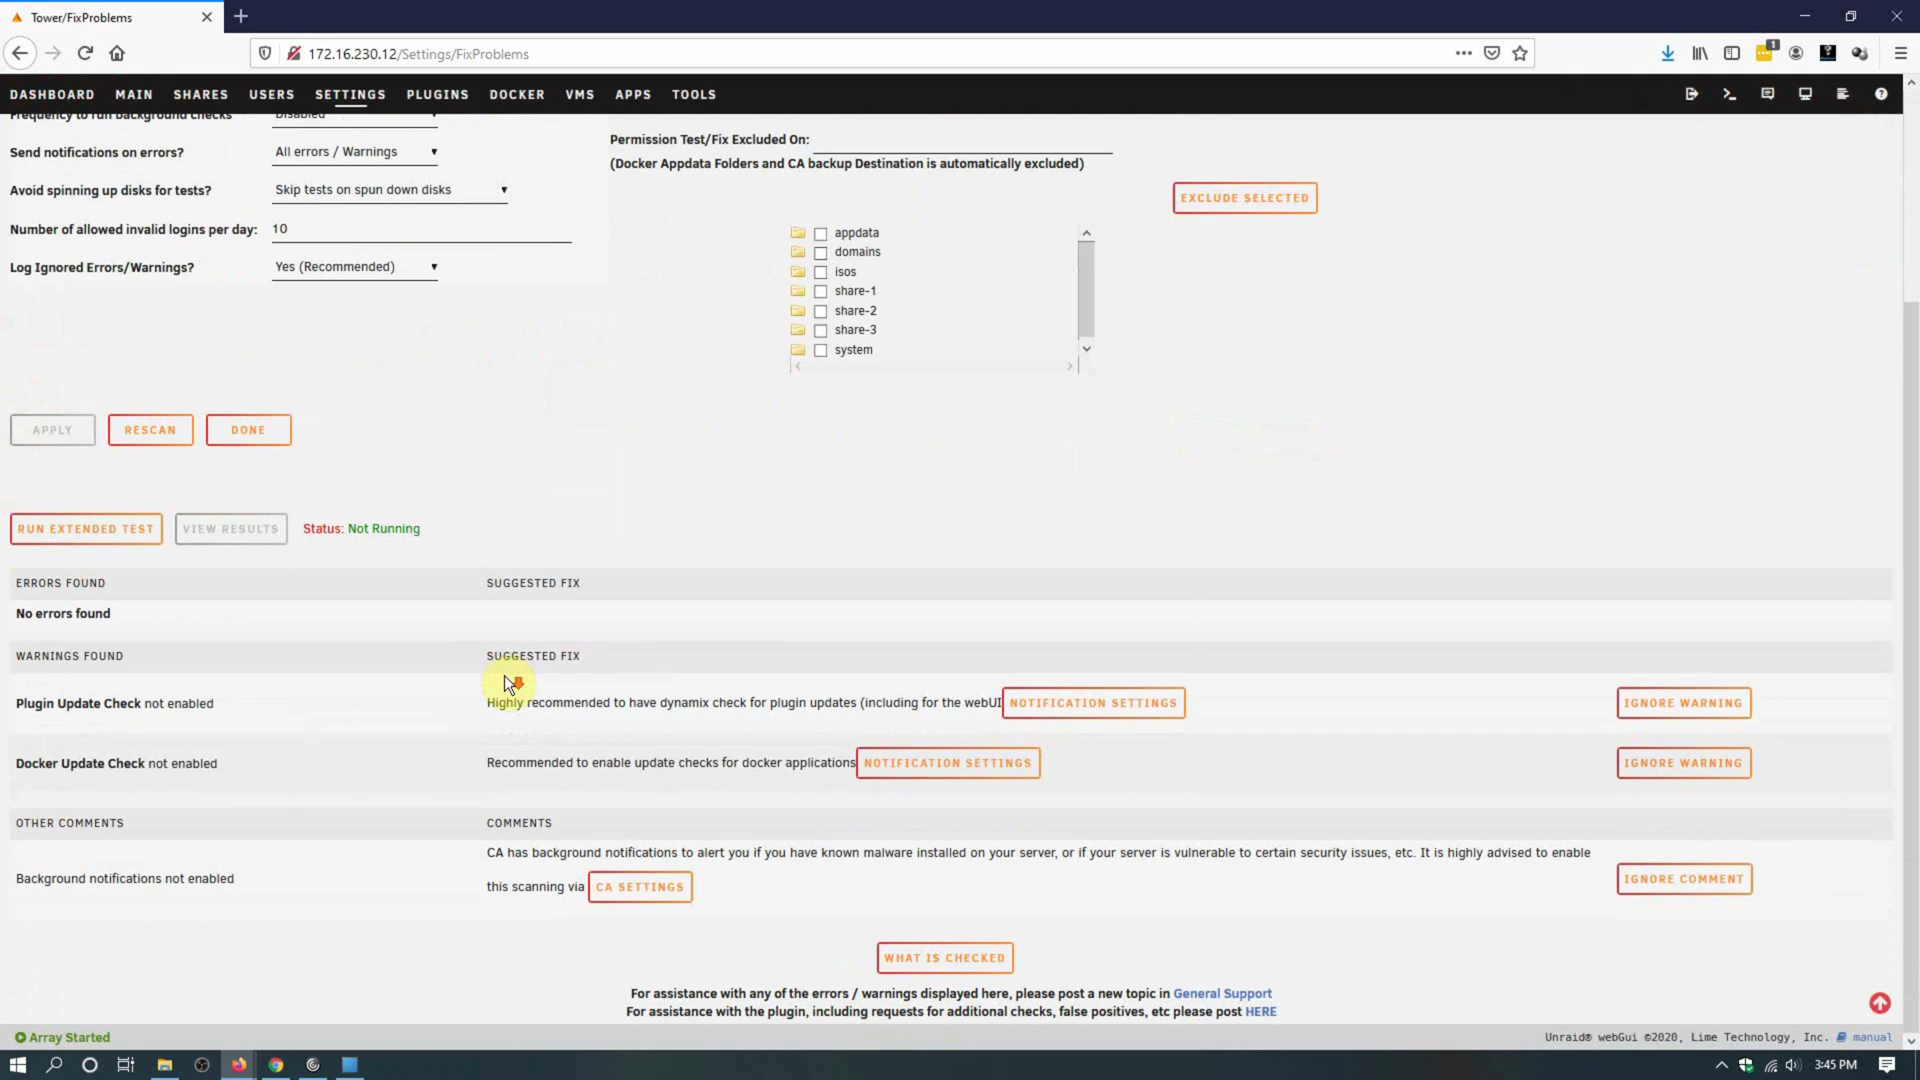 Tower/FixProblems
172.16.230.12/Settings/FixProblems
1
DASHBOARD MAIN SHARES USERS SETTINGS PLUGINS DOCKER VMS APPS TOOLS
Frequency to run background checks Disabled
Permission Test/Fix Excluded On:
Send notifications on errors? All errors / Warnings
(Docker Appdata Folders and CA backup Destination is automatically excluded)
Avoid spinning up disks for tests? Skip tests on spun down disks
EXCLUDE SELECTED
Number of allowed invalid logins per day: 10
appdata
domains
Log Ignored Errors/Warnings? Yes (Recommended)
isos
share-1
share-2
share-3
system
APPLY RESCAN DONE
RUN EXTENDED TEST VIEW RESULTS Status: Not Running
ERRORS FOUND SUGGESTED FIX
No errors found
WARNINGS FOUND SUGGESTED FIX
Plugin Update Check not enabled Highly recommended to have dynamix check for plugin updates (including for the webUI NOTIFICATION SETTINGS IGNORE WARNING
Docker Update Check not enabled Recommended to enable update checks for docker applications NOTIFICATION SETTINGS IGNORE WARNING
OTHER COMMENTS COMMENTS
CA has background notifications to alert you if you have known malware installed on your server, or if your server is vulnerable to certain security issues, etc. It is highly advised to enable
Background notifications not enabled this scanning via CA SETTINGS IGNORE COMMENT
WHAT IS CHECKED
For assistance with any of the errors / warnings displayed here, please post a new topic in General Support
For assistance with the plugin, including requests for additional checks, false positives, etc please post HERE
Array Started Unraid® webGui ©2020, Lime Technology, Inc. manual
3:45 PM